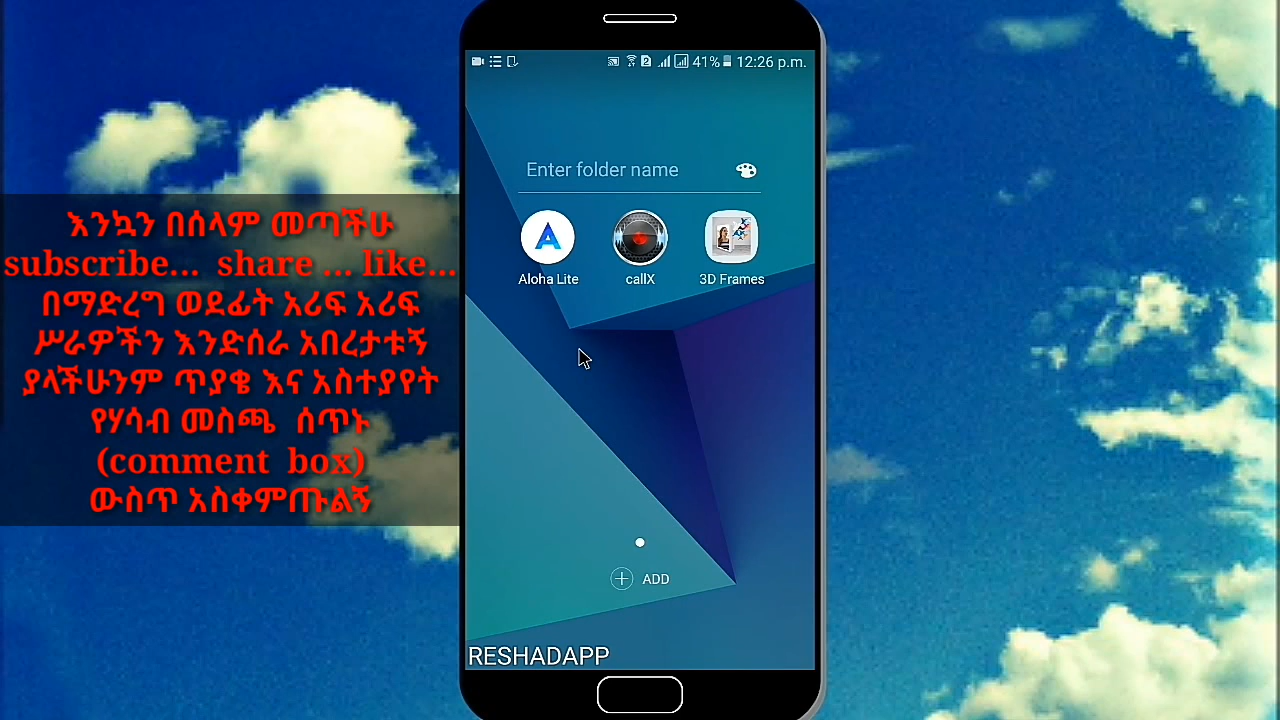 እንኳን በሰላም መጣችሁ
subscribe... share ... like...
በማድረግ ወደፊት አሪፍ አሪፍ
ሥራዎችን እንድሰራ አበረታቱኝ
ያላችሁንም ጥያቄ እና አስተያየት
የሃሳብ መስጫ ሰጥኑ
(comment box)
ውስጥ አስቀምጡልኝ
41% 12:26 p.m.
Enter folder name
Aloha Lite callX 3D Frames
ADD
RESHADAPP